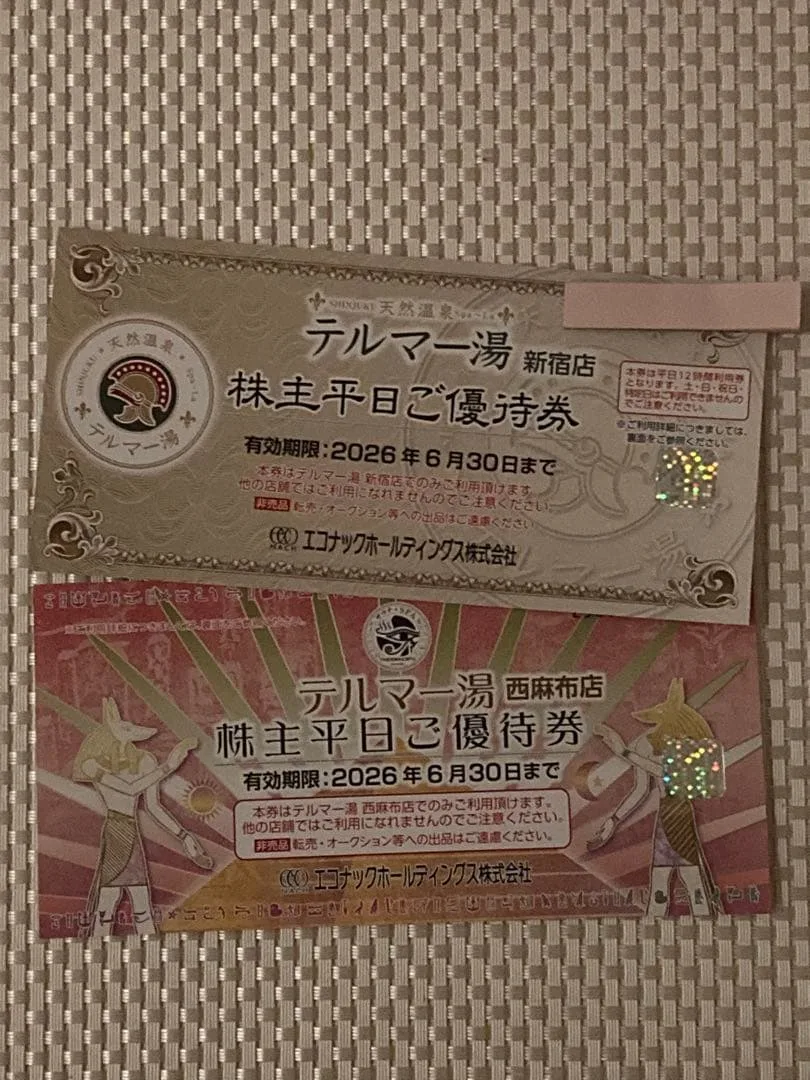 SHINJUKU 天然温泉 Spa～La
テルマー湯 新宿店
株主平日ご優待券
有効期限：2026年6月30日まで
本券はテルマー湯 新宿店でのみご利用頂けます
他の店舗ではご利用になれませんのでご注意ください
非売品 転売・オークション等への出品はご遠慮ください
MACH エコナックホールディングス株式会社
SHINJUKU ★ 天然温泉 ★ Spa～La
テルマー湯
本券は平日12時間利用券
となります。土・日・祝日・
特定日はご利用できませんの
でご注意ください。
※ご利用詳細につきましては、
裏面をご参照ください。
テルマー湯 西麻布店
株主平日ご優待券
有効期限：2026年6月30日まで
本券はテルマー湯 西麻布店でのみご利用頂けます。
他の店舗ではご利用になれませんのでご注意ください。
非売品 転売・オークション等への出品はご遠慮ください。
MACH エコナックホールディングス株式会社